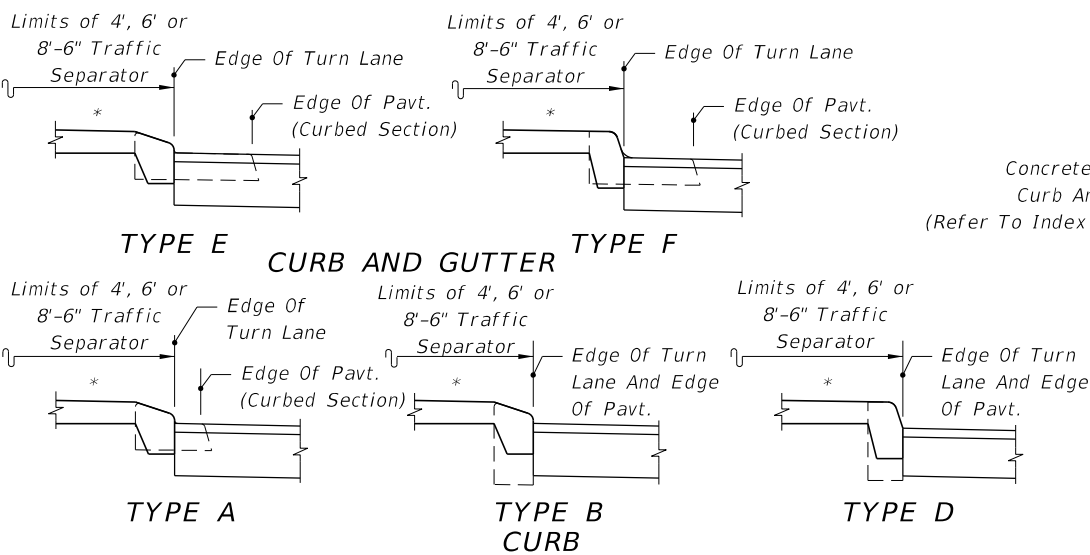 Limits of 4', 6' or
8'-6" Traffic
Separator
Edge Of Turn Lane
Edge Of Pavt.
(Curbed Section)
*
TYPE E
Limits of 4', 6' or
8'-6" Traffic
Separator
Edge Of Turn Lane
Edge Of Pavt.
(Curbed Section)
*
TYPE F
Concrete
Curb An
(Refer To Index
CURB AND GUTTER
Limits of 4', 6' or
8'-6" Traffic
Separator
Edge Of
Turn Lane
Edge Of Pavt.
(Curbed Section)
*
TYPE A
Limits of 4', 6' or
8'-6" Traffic
Separator
Edge Of Turn
Lane And Edge
Of Pavt.
*
TYPE B
Limits of 4', 6' or
8'-6" Traffic
Separator
Edge Of Turn
Lane And Edge
Of Pavt.
*
TYPE D
CURB